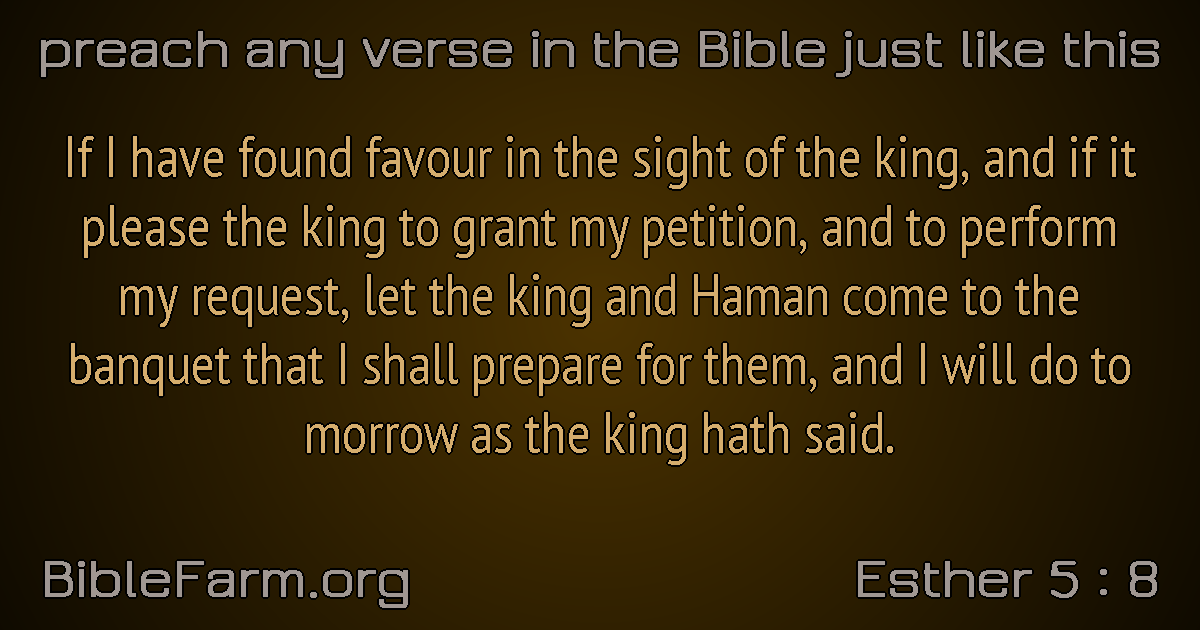 preach any verse in the Bible just like this
If I have found favour in the sight of the king, and if it
please the king to grant my petition, and to perform
my request, let the king and Haman come to the
banquet that I shall prepare for them, and I will do to
morrow as the king hath said.
BibleFarm.org
Esther 5 : 8